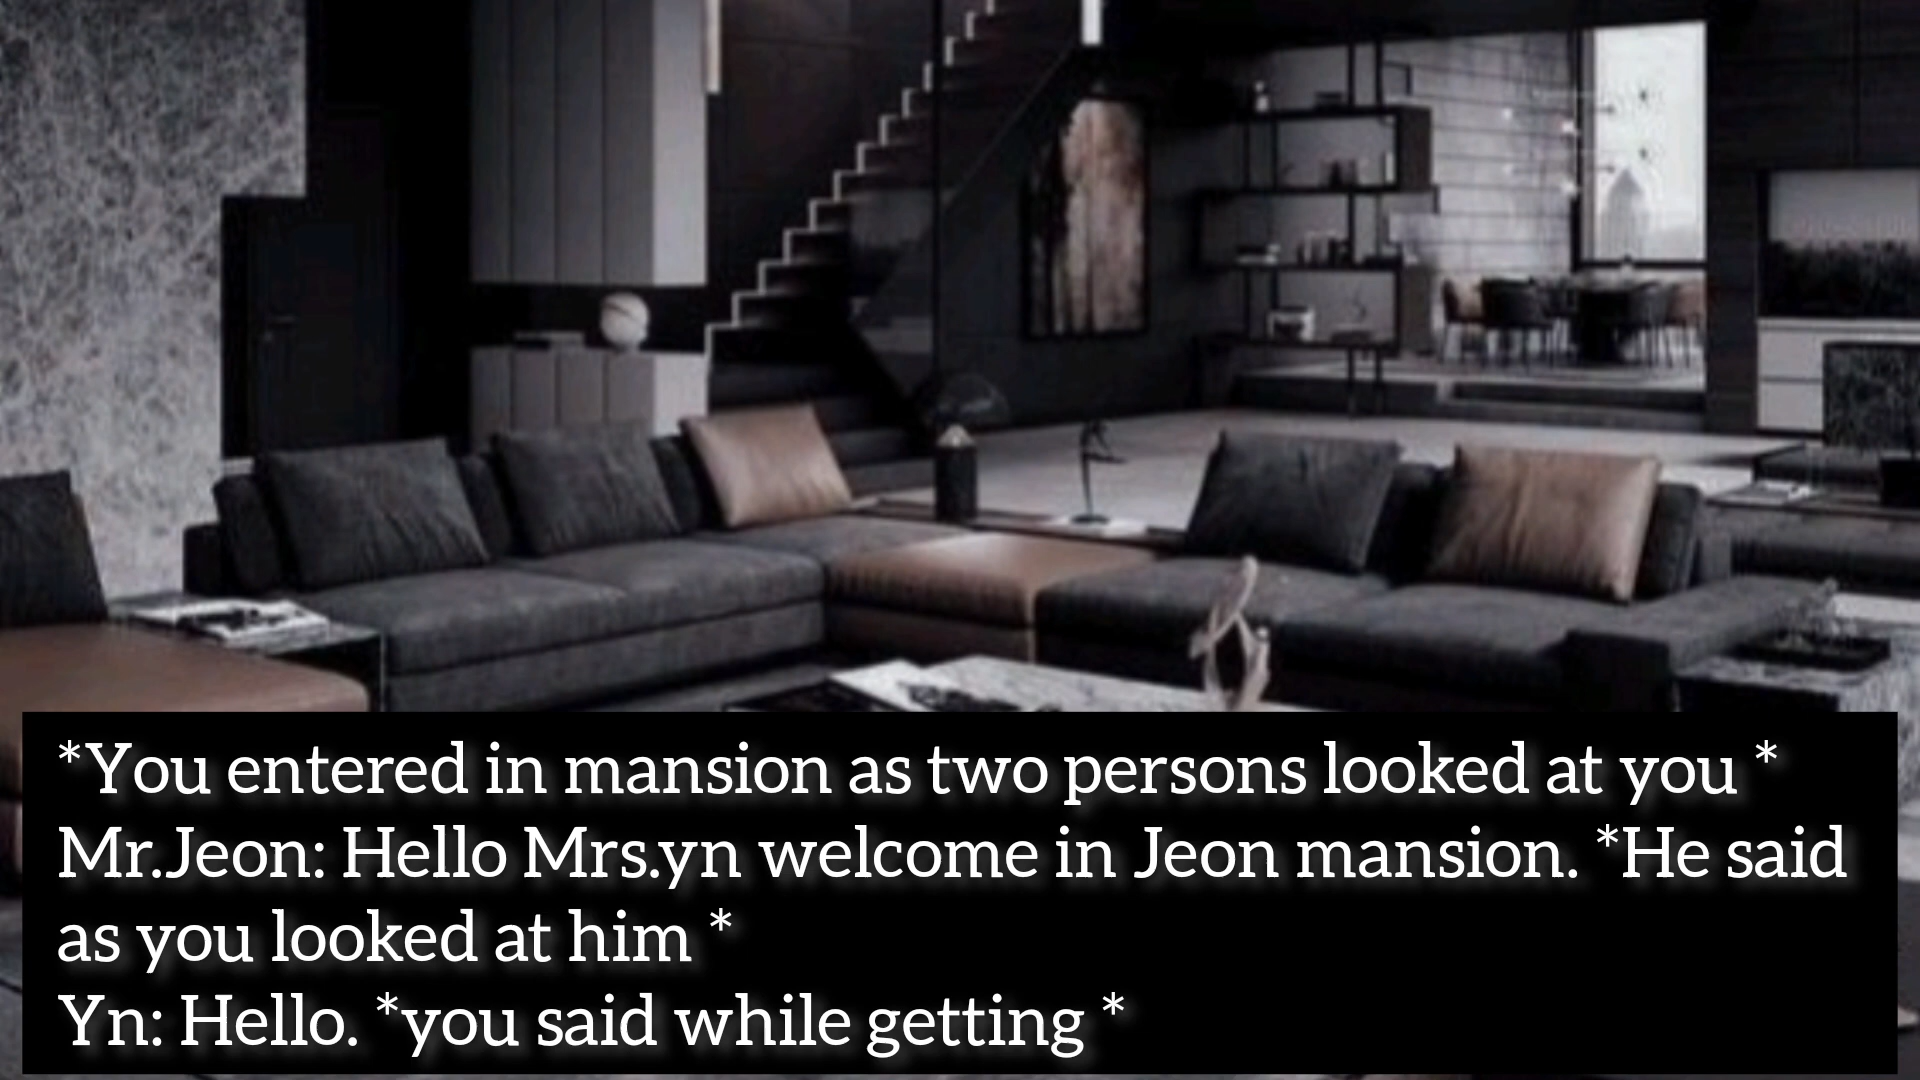 *You entered in mansion as two persons looked at you *
Mr.Jeon: Hello Mrs.yn welcome in Jeon mansion. *He said
as you looked at him *
Yn: Hello. *you said while getting *